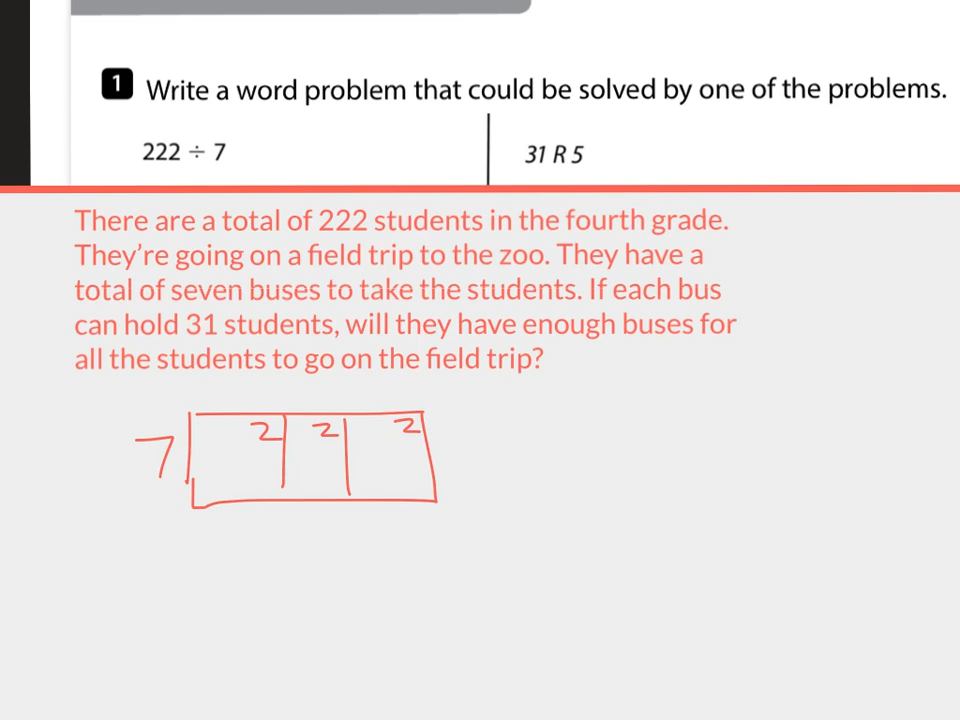 1 Write a word problem that could be solved by one of the problems.
222 ÷ 7
31 R 5
There are a total of 222 students in the fourth grade.
They’re going on a field trip to the zoo. They have a
total of seven buses to take the students. If each bus
can hold 31 students, will they have enough buses for
all the students to go on the field trip?
7 2 2 2